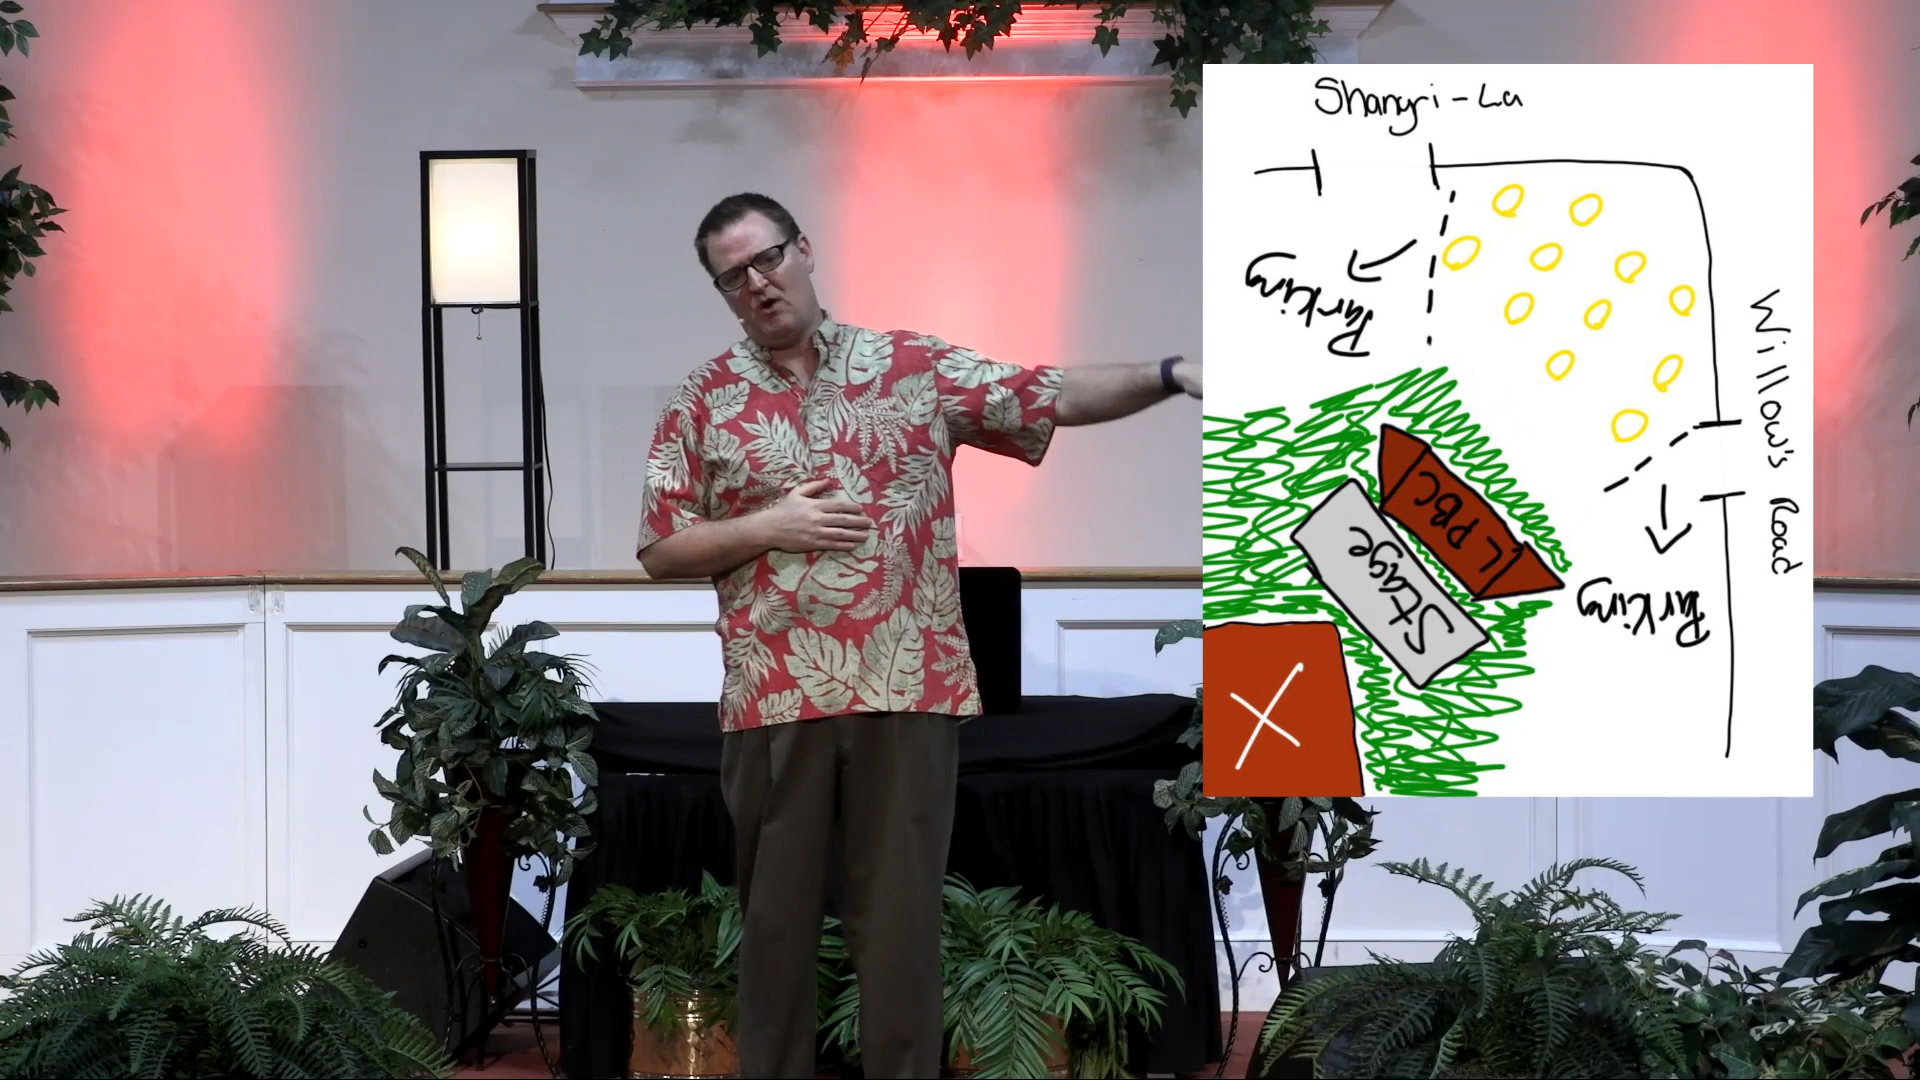 Shangri-La
Parking
Willow's Road
LPBC
Stage
Parking
X